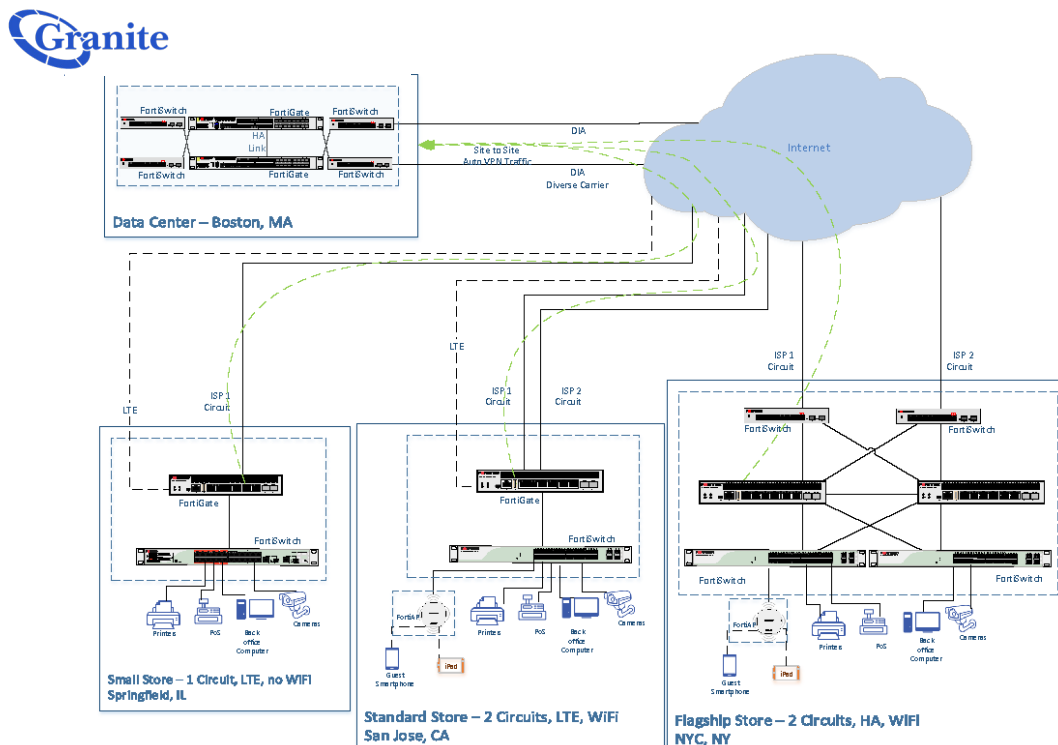 Granite
FortiSwitch
FortiGate
FortiSwitch
HA
Link
FortiSwitch
FortiGate
FortiSwitch
Data Center – Boston, MA
DIA
Site to Site
Auto VPN Traffic
DIA
Diverse Carrier
Internet
LTE
ISP 1
Circuit
LTE
ISP 1
Circuit
ISP 2
Circuit
ISP 1
Circuit
ISP 2
Circuit
FortiGate
FortiSwitch
Printers
PoS
Back
office
Computer
Cameras
Small Store – 1 Circuit, LTE, no WiFi
Springfield, IL
FortiGate
FortiSwitch
FortiAP
Guest
Smartphone
iPad
Printers
PoS
Back
office
Computer
Cameras
Standard Store – 2 Circuits, LTE, WiFi
San Jose, CA
FortiSwitch
FortiSwitch
FortiSwitch
FortiSwitch
FortiAP
Guest
Smartphone
iPad
Printers
PoS
Back
office
Computer
Cameras
Flagship Store – 2 Circuits, HA, WiFi
NYC, NY